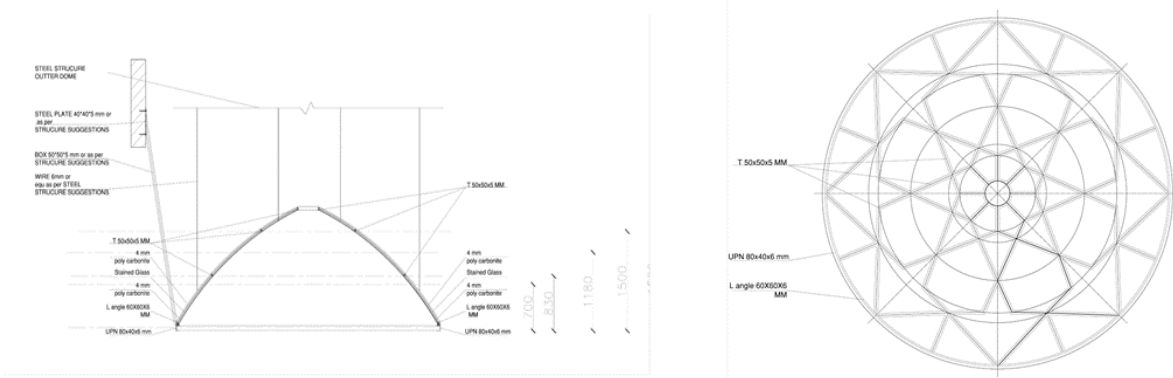 STEEL STRUCURE
OUTTER DOME
STEEL PLATE 40*40*5 mm or
as per
STRUCURE SUGGESTIONS
BOX 50*50*5 mm or as per
STRUCURE SUGGESTIONS
WIRE 6mm or
equ as per STEEL
STRUCURE SUGGESTIONS
T 50x50x5 MM
4 mm
poly carbonite
Stained Glass
4 mm
poly carbonite
L angle 60X60X6
MM
UPN 80x40x6 mm
T 50x50x5 MM
4 mm
poly carbonite
Stained Glass
4 mm
poly carbonite
L angle 60X60X6
MM
UPN 80x40x6 mm
700
830
1180
1500
T 50x50x5 MM
UPN 80x40x6 mm
L angle 60X60X6
MM